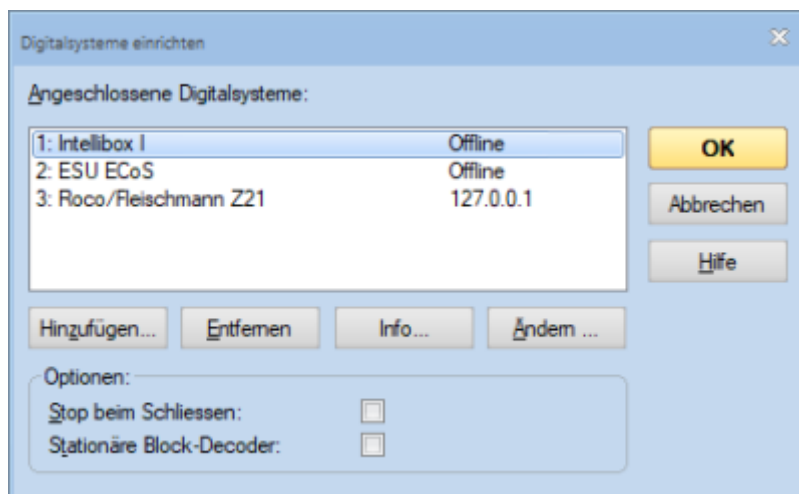 Digitalsysteme einrichten
Angeschlossene Digitalsysteme:
1: Intellibox I Offline
2: ESU ECoS Offline
3: Roco/Fleischmann Z21 127.0.0.1
OK
Abbrechen
Hilfe
Hinzufügen... Entfernen Info... Ändern ...
Optionen:
Stop beim Schliessen:
Stationäre Block-Decoder: